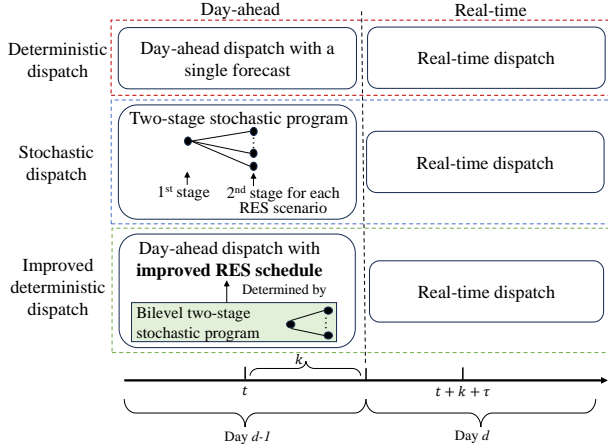 Day-ahead
Real-time
Deterministic
dispatch
Day-ahead dispatch with a
single forecast
Real-time dispatch
Stochastic
dispatch
Two-stage stochastic program
1st stage
2nd stage for each
RES scenario
Real-time dispatch
Improved
deterministic
dispatch
Day-ahead dispatch with
improved RES schedule
Determined by
Bilevel two-stage
stochastic program
Real-time dispatch
k
t
t + k + τ
Day d-1
Day d